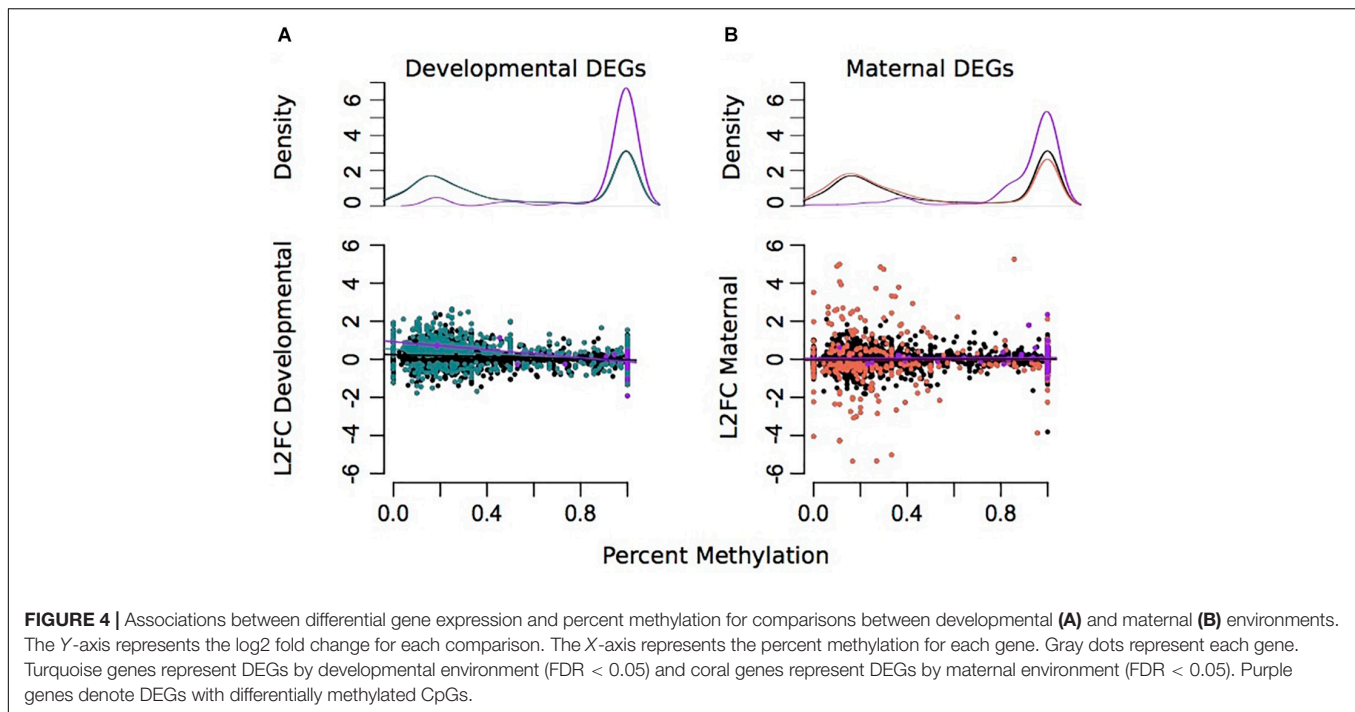 A
B
Developmental DEGs
Maternal DEGs
Density
6
4
2
0
Density
6
4
2
0
L2FC Developmental
6
4
2
0
-2
-4
-6
L2FC Maternal
6
4
2
0
-2
-4
-6
0.0 0.4 0.8
0.0 0.4 0.8
Percent Methylation
FIGURE 4 | Associations between differential gene expression and percent methylation for comparisons between developmental (A) and maternal (B) environments.
The Y-axis represents the log2 fold change for each comparison. The X-axis represents the percent methylation for each gene. Gray dots represent each gene.
Turquoise genes represent DEGs by developmental environment (FDR < 0.05) and coral genes represent DEGs by maternal environment (FDR < 0.05). Purple
genes denote DEGs with differentially methylated CpGs.